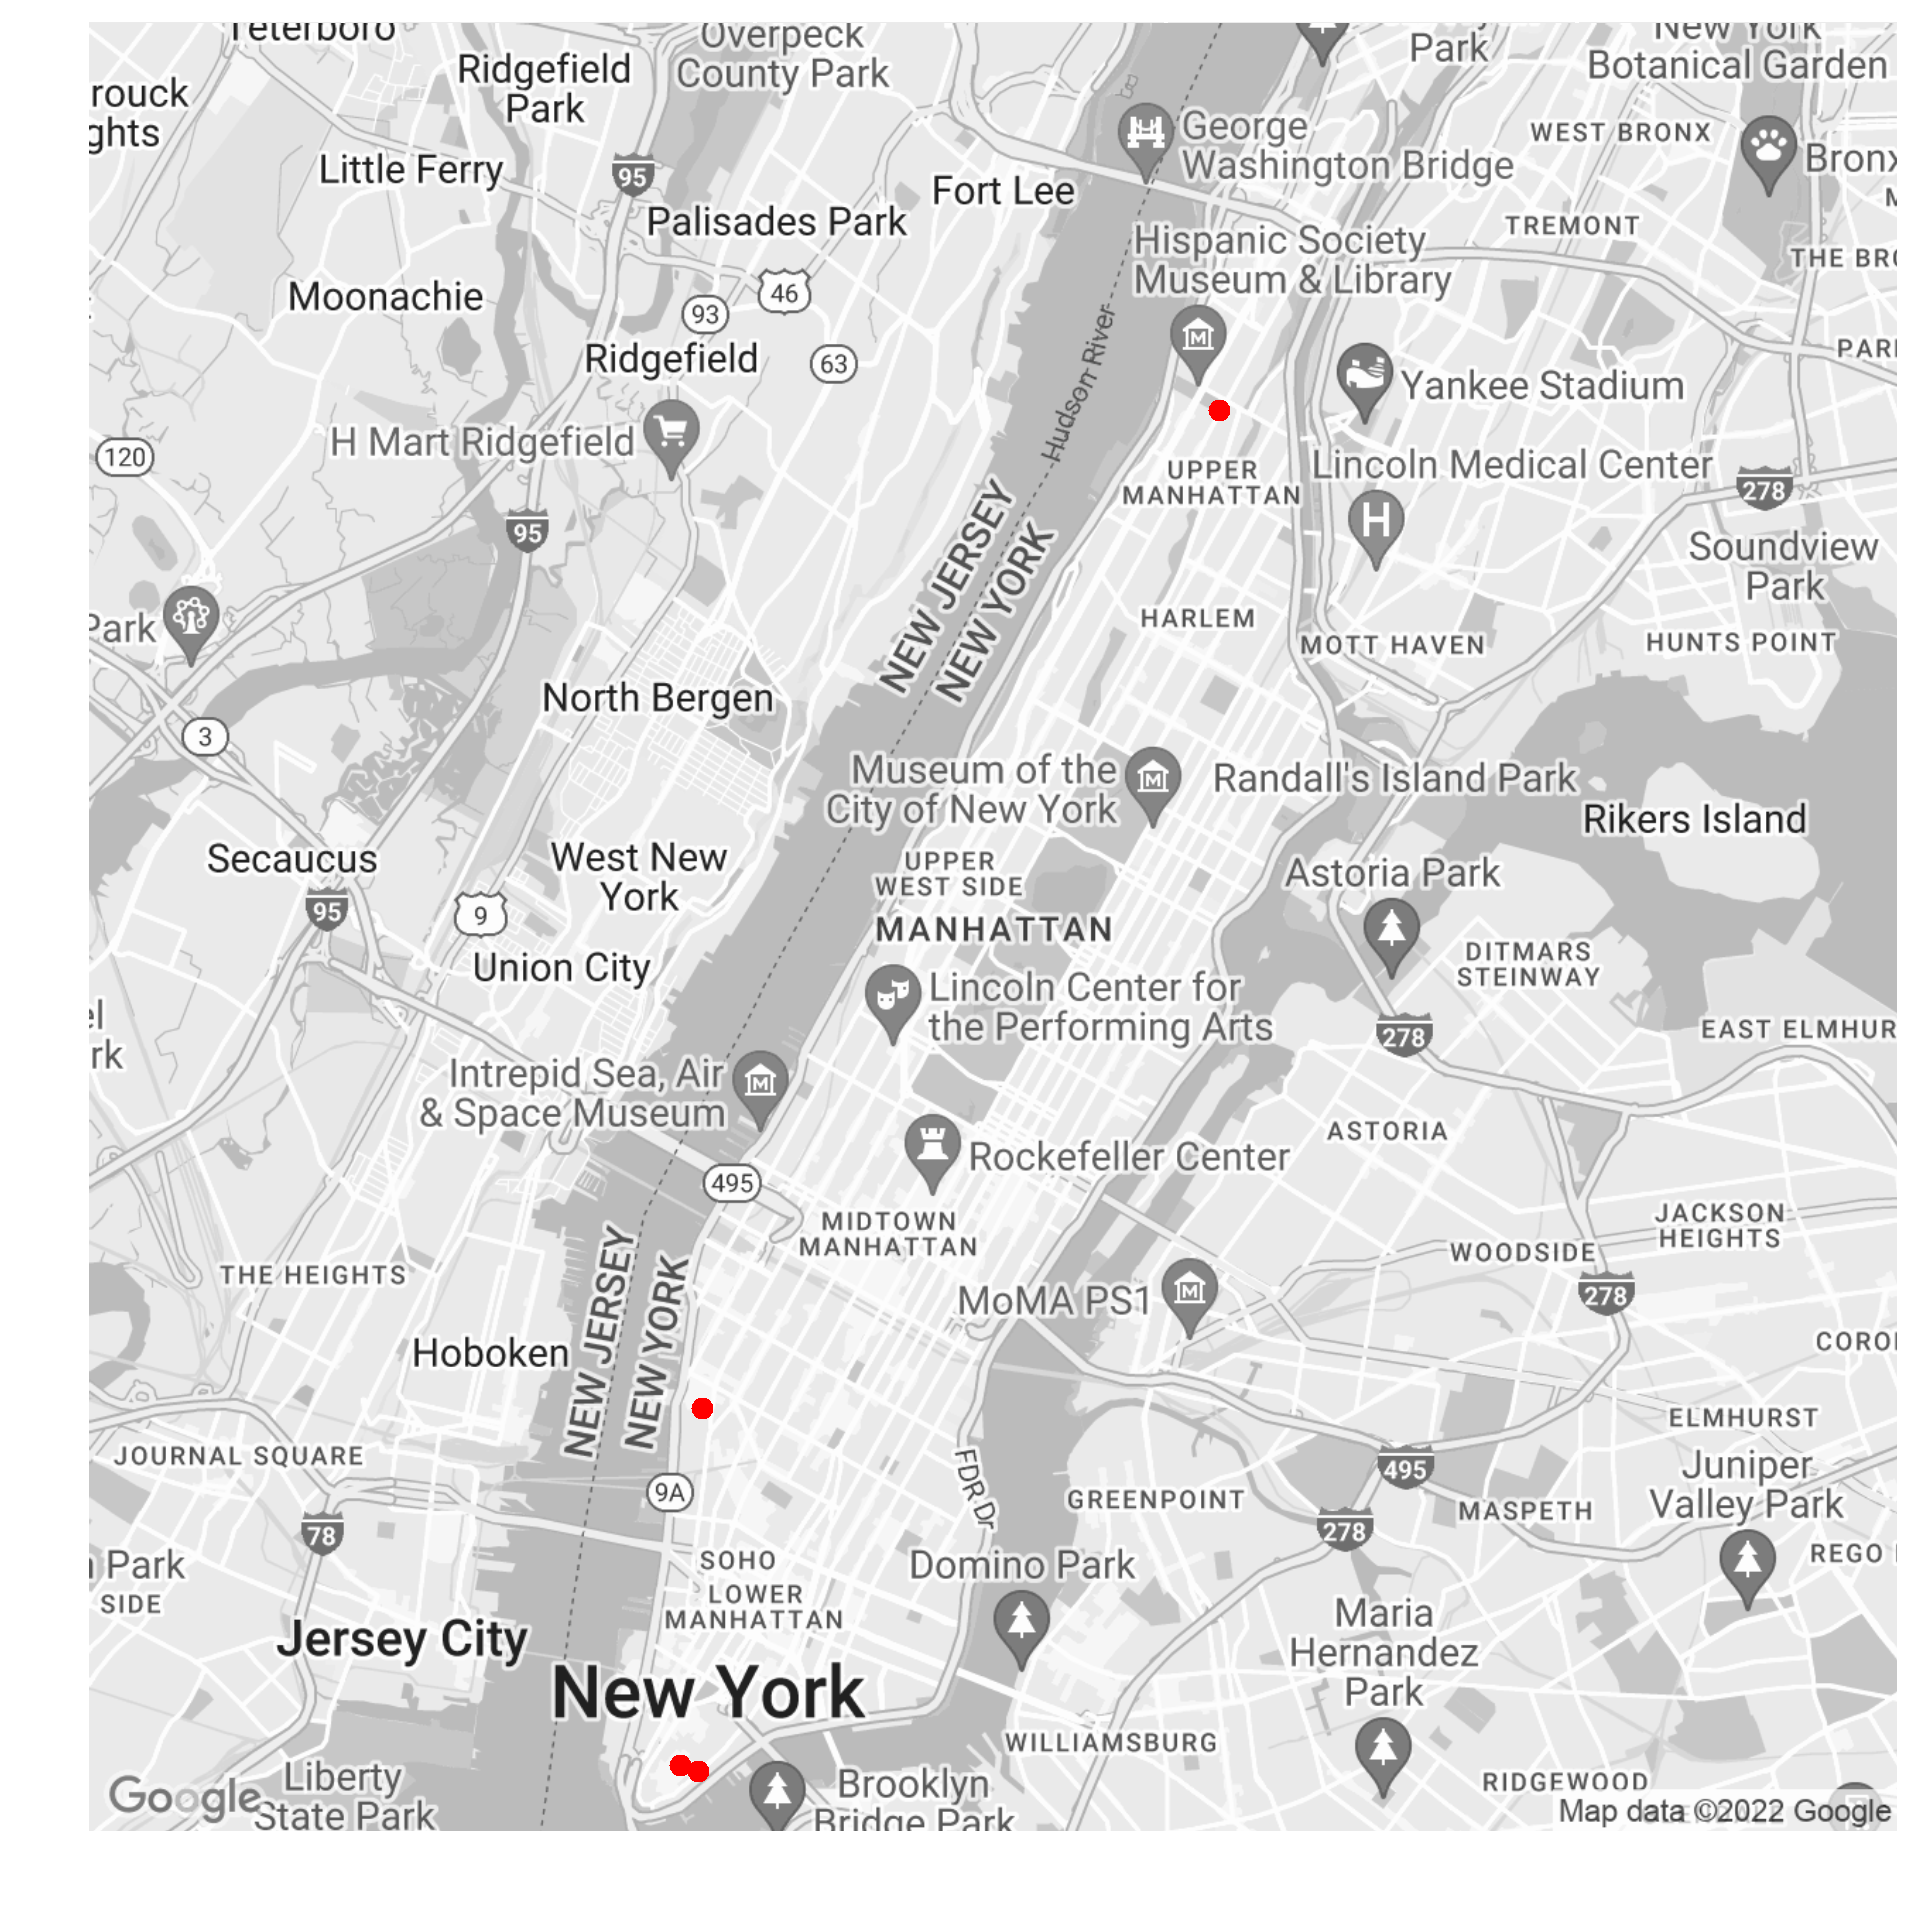 Teterboro
Overpeck
County Park
Ridgefield
Park
Park
New York
Botanical Garden
rouck
ghts
George
Washington Bridge
WEST BRONX
Bronx
Little Ferry
95
Fort Lee
Palisades Park
TREMONT
Hispanic Society
Museum & Library
THE BRO
Moonachie
46
93
Hudson River
Ridgefield
63
PARK
Yankee Stadium
H Mart Ridgefield
120
UPPER
MANHATTAN
Lincoln Medical Center
278
95
H
NEW JERSEY
NEW YORK
Soundview
Park
Park
HARLEM
MOTT HAVEN
HUNTS POINT
North Bergen
3
Museum of the
City of New York
Randall's Island Park
Rikers Island
Secaucus
West New
York
UPPER
WEST SIDE
Astoria Park
95
9
MANHATTAN
Union City
DITMARS
STEINWAY
Lincoln Center for
the Performing Arts
el
rk
278
EAST ELMHUR
Intrepid Sea, Air
& Space Museum
ASTORIA
Rockefeller Center
495
MIDTOWN
MANHATTAN
JACKSON
HEIGHTS
WOODSIDE
THE HEIGHTS
NEW JERSEY
NEW YORK
MoMA PS1
278
Hoboken
COROI
ELMHURST
JOURNAL SQUARE
495
9A
FDR Dr
GREENPOINT
Juniper
Valley Park
MASPETH
78
278
SOHO
Domino Park
Park
SIDE
REGO
LOWER
MANHATTAN
Maria
Hernandez
Park
Jersey City
New York
WILLIAMSBURG
Liberty
State Park
Brooklyn
Bridge Park
RIDGEWOOD
Google
Map data ©2022 Google